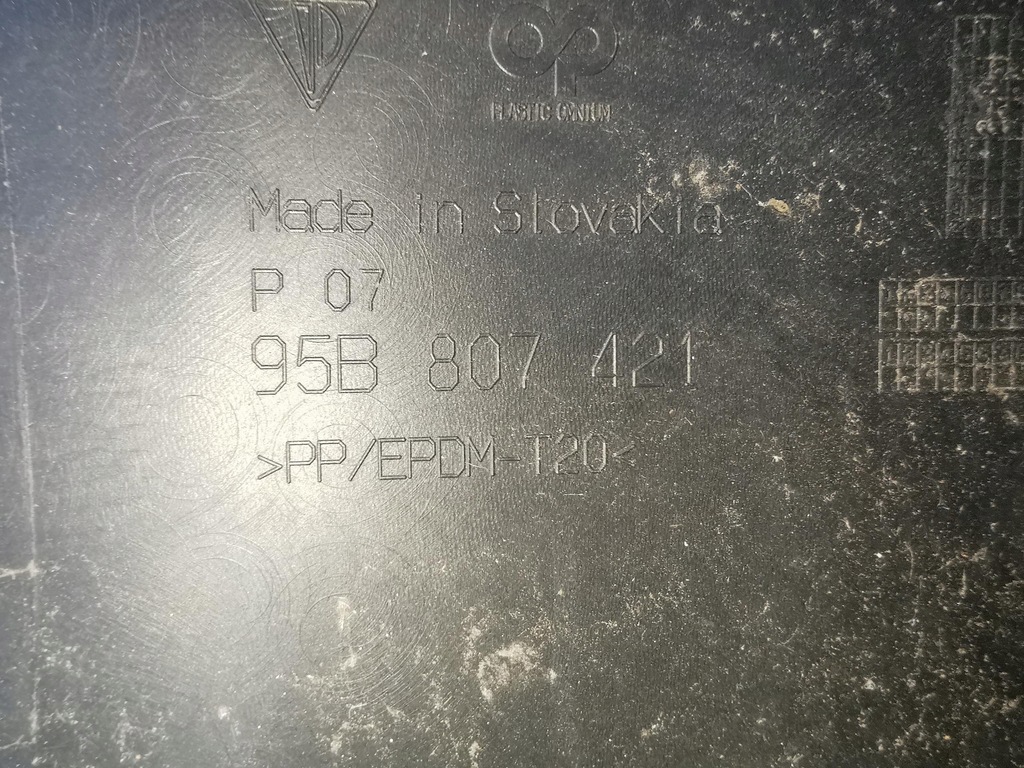 PLASTIC OMNIUM
Made in Slovakia
P 07
95B 807 421
>PP/EPDM-T20<